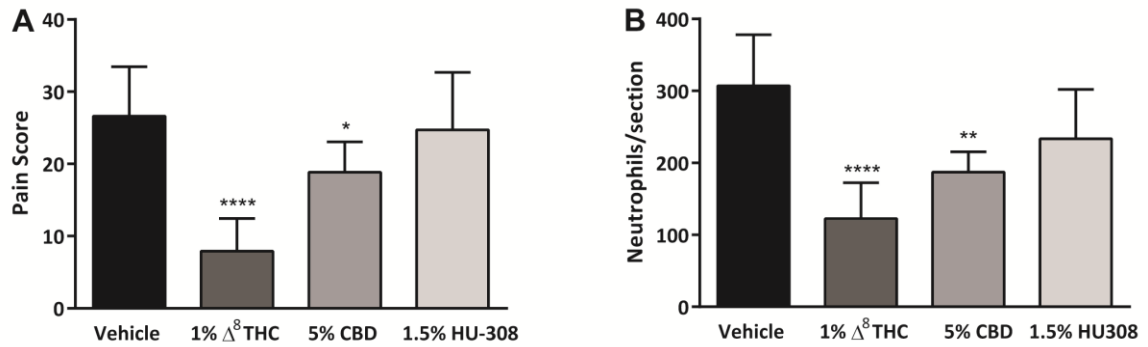 A
Pain Score
40
30
20
10
0
*
****
Vehicle
1% Δ⁸THC
5% CBD
1.5% HU-308
B
Neutrophils/section
400
300
200
100
0
**
****
Vehicle
1% Δ⁸THC
5% CBD
1.5% HU308